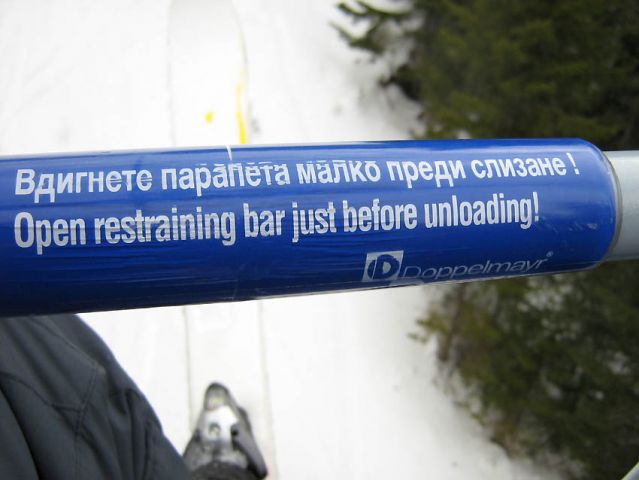 Вдигнете парапета малко преди слизане !
Open restraining bar just before unloading!
Doppelmayr®